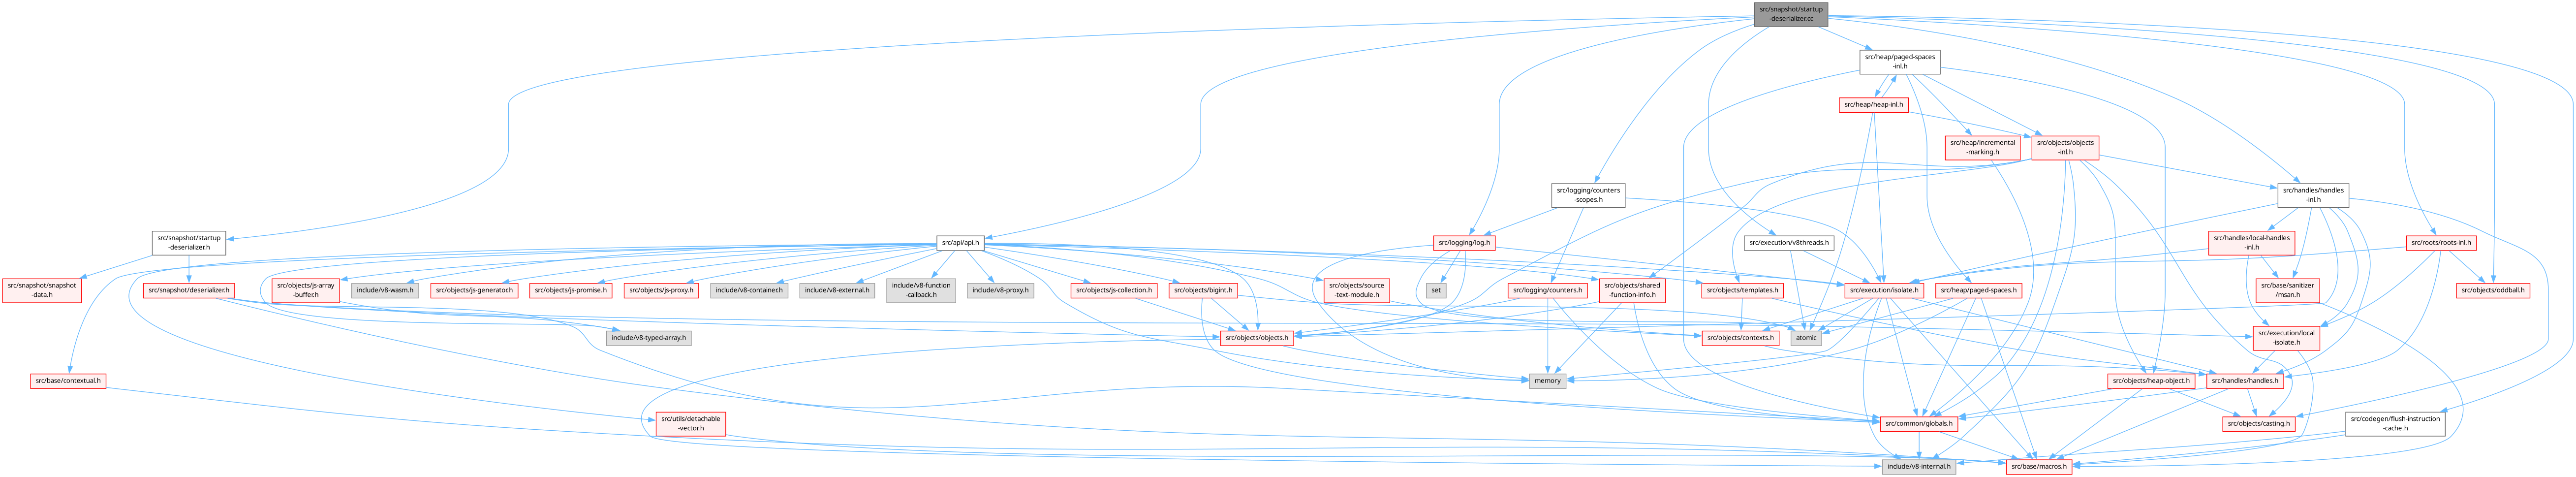 src/snapshot/startup
-deserializer.cc
src/heap/paged-spaces
-inl.h
src/heap/heap-inl.h
src/heap/incremental
-marking.h
src/objects/objects
-inl.h
src/logging/counters
-scopes.h
src/handles/handles
-inl.h
src/snapshot/startup
-deserializer.h
src/api/api.h
src/logging/log.h
src/execution/v8threads.h
src/handles/local-handles
-inl.h
src/roots/roots-inl.h
src/snapshot/snapshot
-data.h
src/snapshot/deserializer.h
src/objects/js-array
-buffer.h
include/v8-wasm.h
src/objects/js-generator.h
src/objects/js-promise.h
src/objects/js-proxy.h
include/v8-container.h
include/v8-external.h
include/v8-function
-callback.h
include/v8-proxy.h
src/objects/js-collection.h
src/objects/bigint.h
set
src/logging/counters.h
src/objects/source
-text-module.h
src/objects/shared
-function-info.h
src/objects/templates.h
src/execution/isolate.h
src/heap/paged-spaces.h
src/base/sanitizer
/msan.h
src/objects/oddball.h
include/v8-typed-array.h
src/objects/objects.h
src/objects/contexts.h
atomic
src/execution/local
-isolate.h
src/base/contextual.h
memory
src/objects/heap-object.h
src/handles/handles.h
src/utils/detachable
-vector.h
src/common/globals.h
src/objects/casting.h
src/codegen/flush-instruction
-cache.h
include/v8-internal.h
src/base/macros.h